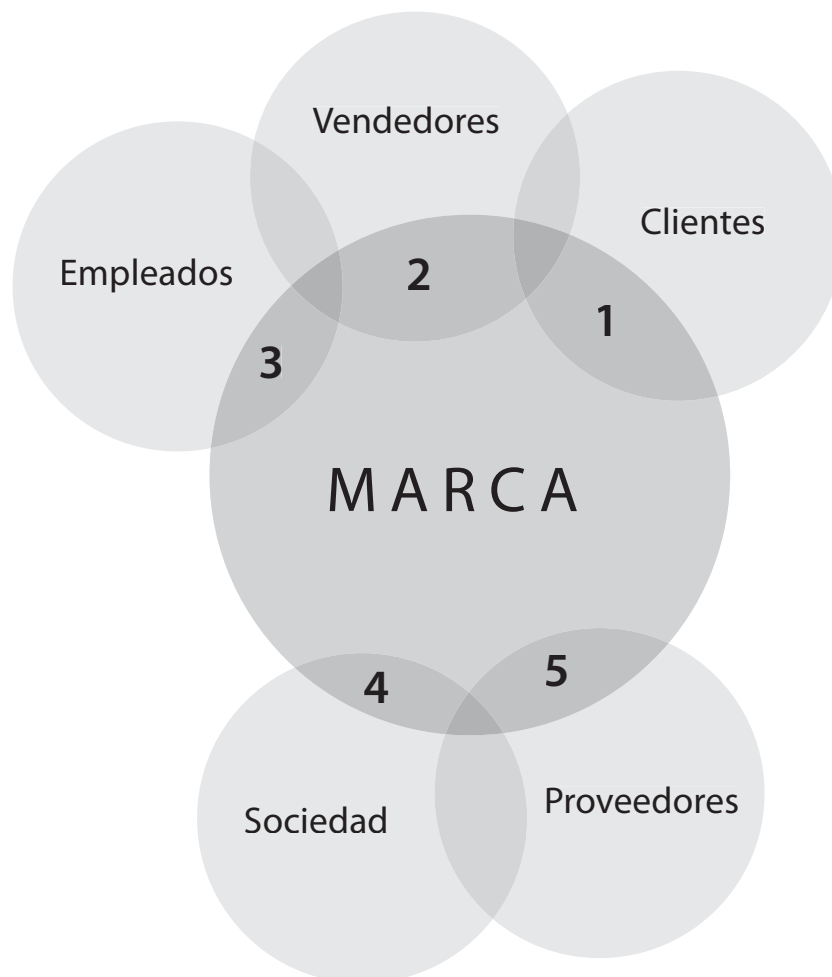 Vendedores
Clientes
Empleados
2
1
3
MARCA
4
5
Sociedad
Proveedores